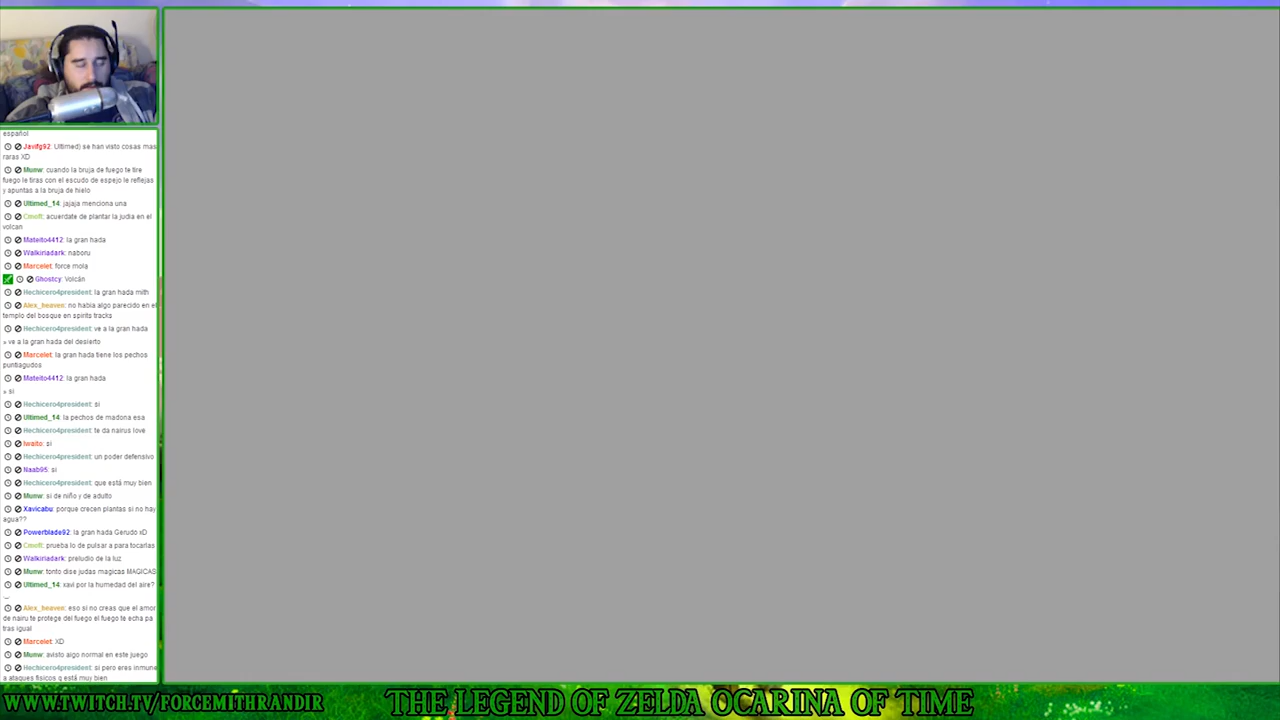 español
Javifg92: Ultimed) se han visto cosas mas
raras XD
Munw: cuando la bruja de fuego te tire
fuego le tiras con el escudo de espejo le reflejas
y apuntas a la bruja de hielo
Ultimed_14: jajaja menciona una
Cmoft: acuerdate de plantar la judia en el
volcan
Mateito4412: la gran hada
Walkiriadark: naboru
Marcelet: force mola
Ghostcy: Volcán
Hechicero4president: la gran hada mith
Alex_heaven: no habia algo parecido en el
templo del bosque en spirits tracks
Hechicero4president: ve a la gran hada
» ve a la gran hada del desierto
Marcelet: la gran hada tiene los pechos
puntiagudos
Mateito4412: la gran hada
» si
Hechicero4president: si
Ultimed_14: la pechos de madona esa
Hechicero4president: te da nairus love
Iwalto: si
Hechicero4president: un poder defensivo
Naab95: si
Hechicero4president: que está muy bien
Munw: si de niño y de adulto
Xavicabu: porque crecen plantas si no hay
agua??
Powerblade92: la gran hada Gerudo xD
Cmoft: prueba lo de pulsar a para tocarlas
Walkiriadark: preludio de la luz
Munw: tonto dise judas magicas MAGICAS
Ultimed_14: xavi por la humedad del aire?
._.
Alex_heaven: eso si no creas que el amor
de nairu te protege del fuego el fuego te echa pa
tras igual
Marcelet: XD
Munw: avisto algo normal en este juego
Hechicero4president: si pero eres inmune
a ataques fisicos q está muy bien
WWW.TWITCH.TV/FORCEMITHRANDIR
THE LEGEND OF ZELDA OCARINA OF TIME